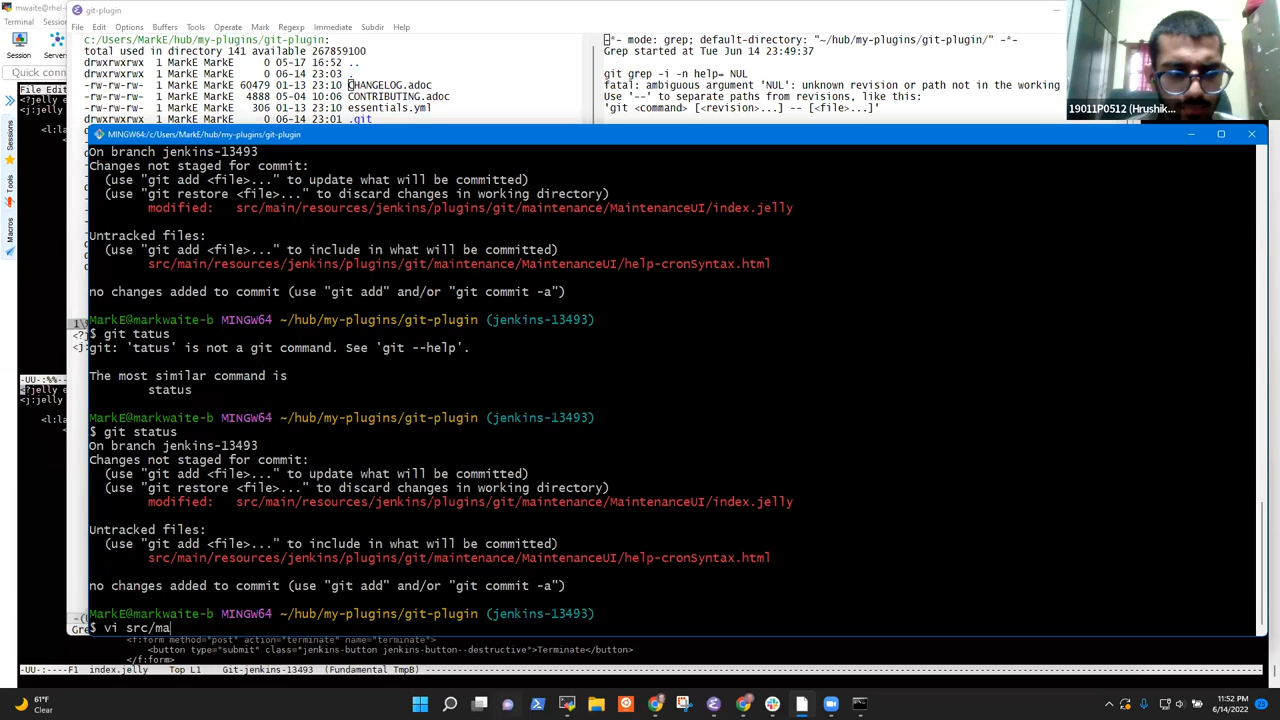 mwaite@rhel
Terminal Session
Session Servers
Quick connec
Sessions
Tools
Macros
File Edit
<?jelly e
<j:jelly
<l:la
-UU-:%%--
<?jelly e
<j:jelly
<l:la
git-plugin
File Edit Options Buffers Tools Operate Mark Regexp Immediate Subdir Help
c:/Users/MarkE/hub/my-plugins/git-plugin:
total used in directory 141 available 267859100
drwxrwxrwx 1 MarkE MarkE 0 05-17 16:52 ..
drwxrwxrwx 1 MarkE MarkE 0 06-14 23:03 .
-rw-rw-rw- 1 MarkE MarkE 60479 01-13 23:10 CHANGELOG.adoc
-rw-rw-rw- 1 MarkE MarkE 4888 05-04 10:06 CONTRIBUTING.adoc
-rw-rw-rw- 1 MarkE MarkE 306 01-13 23:10 essentials.yml
drwxrwxrwx 1 MarkE MarkE 0 06-14 23:01 .git
-*- mode: grep; default-directory: "~/hub/my-plugins/git-plugin/" -*-
Grep started at Tue Jun 14 23:49:37
git grep -i -n help= NUL
fatal: ambiguous argument 'NUL': unknown revision or path not in the working
Use '--' to separate paths from revisions, like this:
'git <command> [<revision>...] -- [<file>...]'
19011P0512 (Hrushik...
MINGW64:/c/Users/MarkE/hub/my-plugins/git-plugin
On branch jenkins-13493
Changes not staged for commit:
(use "git add <file>..." to update what will be committed)
(use "git restore <file>..." to discard changes in working directory)
modified: src/main/resources/jenkins/plugins/git/maintenance/MaintenanceUI/index.jelly
Untracked files:
(use "git add <file>..." to include in what will be committed)
src/main/resources/jenkins/plugins/git/maintenance/MaintenanceUI/help-cronSyntax.html
no changes added to commit (use "git add" and/or "git commit -a")
MarkE@markwaite-b MINGW64 ~/hub/my-plugins/git-plugin (jenkins-13493)
$ git tatus
git: 'tatus' is not a git command. See 'git --help'.
The most similar command is
status
MarkE@markwaite-b MINGW64 ~/hub/my-plugins/git-plugin (jenkins-13493)
$ git status
On branch jenkins-13493
Changes not staged for commit:
(use "git add <file>..." to update what will be committed)
(use "git restore <file>..." to discard changes in working directory)
modified: src/main/resources/jenkins/plugins/git/maintenance/MaintenanceUI/index.jelly
Untracked files:
(use "git add <file>..." to include in what will be committed)
src/main/resources/jenkins/plugins/git/maintenance/MaintenanceUI/help-cronSyntax.html
no changes added to commit (use "git add" and/or "git commit -a")
MarkE@markwaite-b MINGW64 ~/hub/my-plugins/git-plugin (jenkins-13493)
$ vi src/ma
<f:form method="post" action="terminate" name="terminate">
<button type="submit" class="jenkins-button jenkins-button--destructive">Terminate</button>
</f:form>
-UU-:----F1 index.jelly Top L1 Git-jenkins-13493 (Fundamental TmpB)
61°F
Clear
11:52 PM
6/14/2022